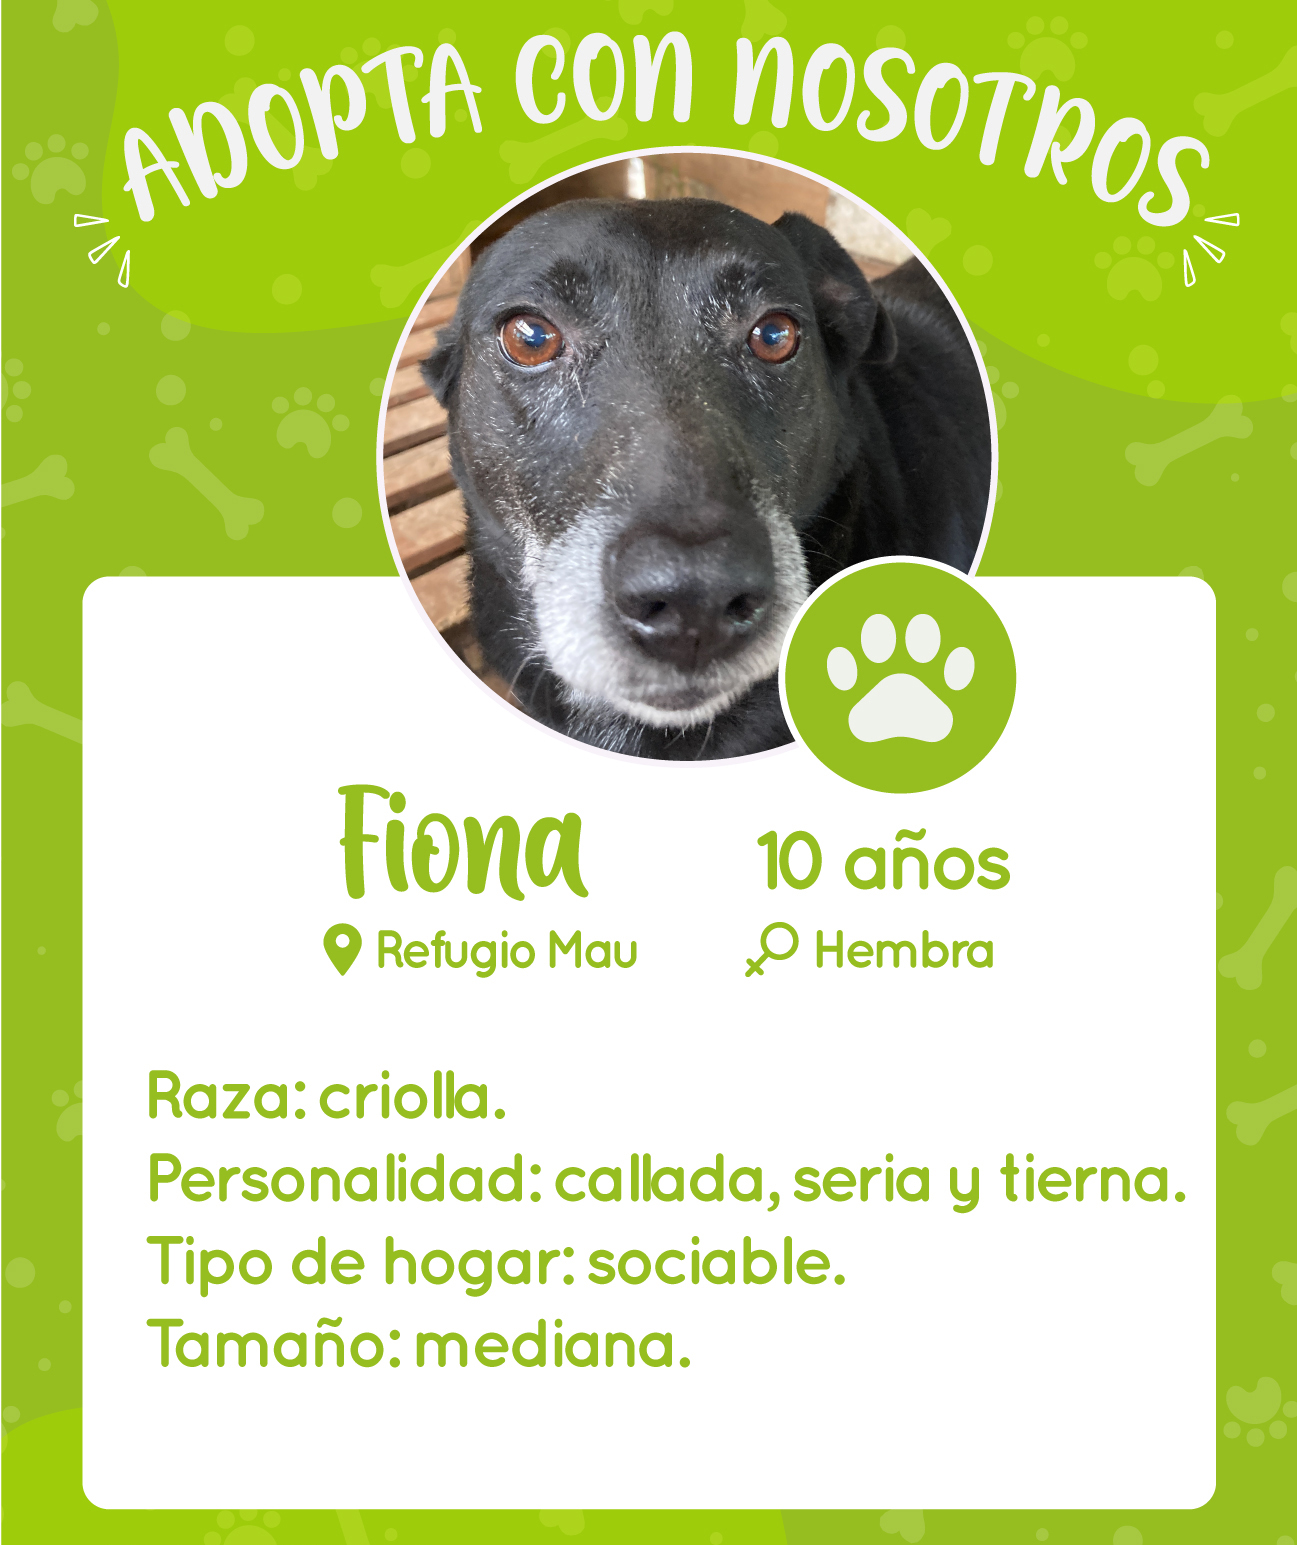 ADOPTA CON NOSOTROS
Fiona
10 años
Refugio Mau
Hembra
Raza: criolla.
Personalidad: callada, seria y tierna.
Tipo de hogar: sociable.
Tamaño: mediana.